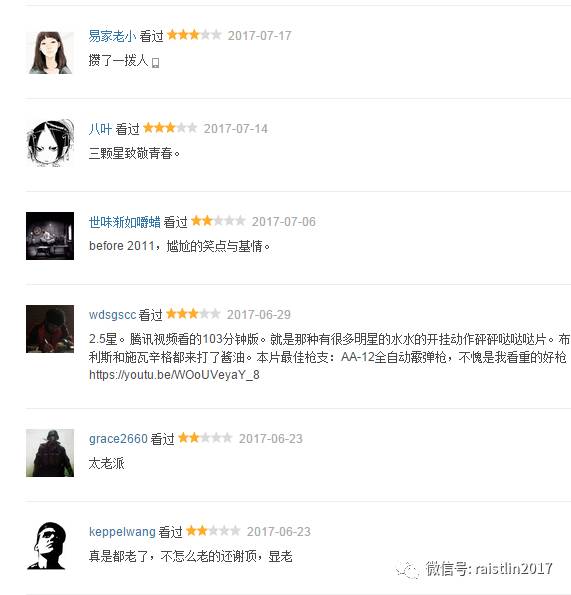 易家老小 看过 2017-07-17
攒了一拨人
八叶 看过 2017-07-14
三颗星致敬青春。
世味渐如嚼蜡 看过 2017-07-06
before 2011，尴尬的笑点与基情。
wdsgscc 看过 2017-06-29
2.5星。腾讯视频看的103分钟版。就是那种有很多明星的水水的开挂动作砰砰哒哒哒片。布
利斯和施瓦辛格都来打了酱油。本片最佳枪支：AA-12全自动霰弹枪，不愧是我看重的好枪
https://youtu.be/WOoUVeyaY_8
grace2660 看过 2017-06-23
太老派
keppelwang 看过 2017-06-23
真是都老了，不怎么老的还谢顶，显老
微信号: raistlin2017